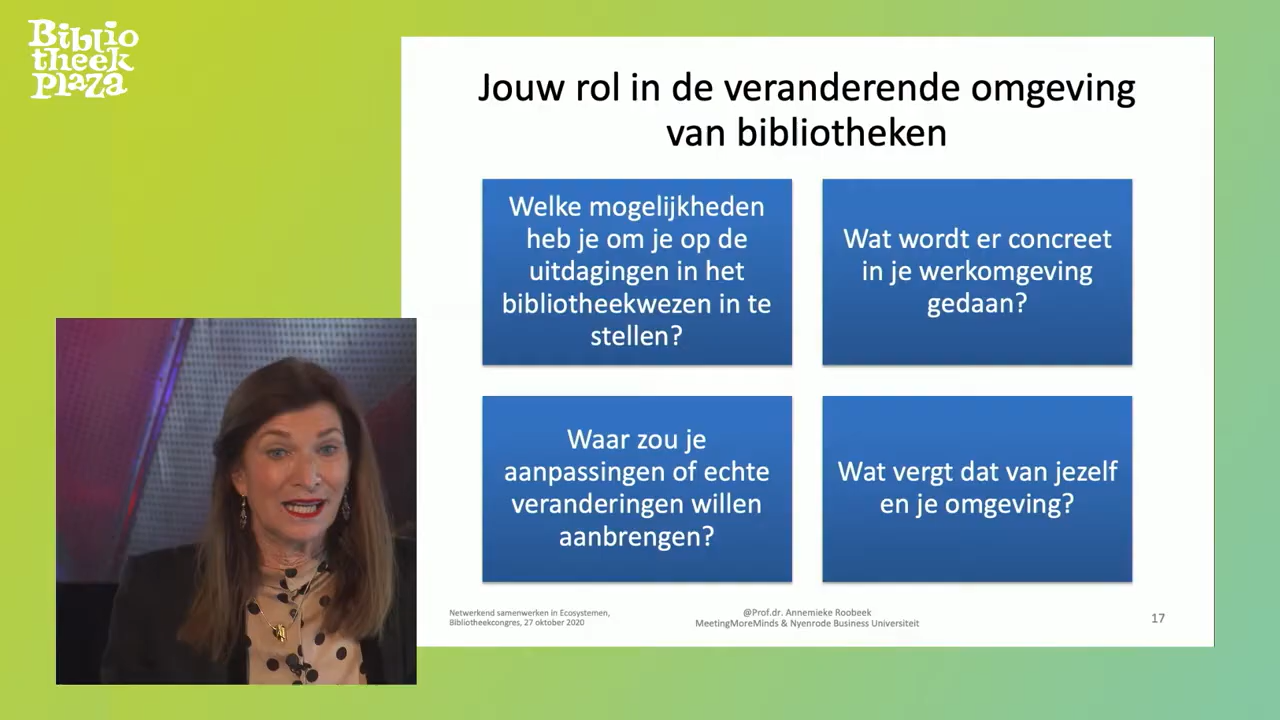 Biblio
theek
plaza
Jouw rol in de veranderende omgeving
van bibliotheken
Welke mogelijkheden
heb je om je op de
uitdagingen in het
bibliotheekwezen in te
stellen?
Wat wordt er concreet
in je werkomgeving
gedaan?
Waar zou je
aanpassingen of echte
veranderingen willen
aanbrengen?
Wat vergt dat van jezelf
en je omgeving?
Netwerkend samenwerken in Ecosystemen,
Bibliotheekcongres, 27 oktober 2020
@Prof.dr. Annemieke Roobeek
MeetingMoreMinds & Nyenrode Business Universiteit
17